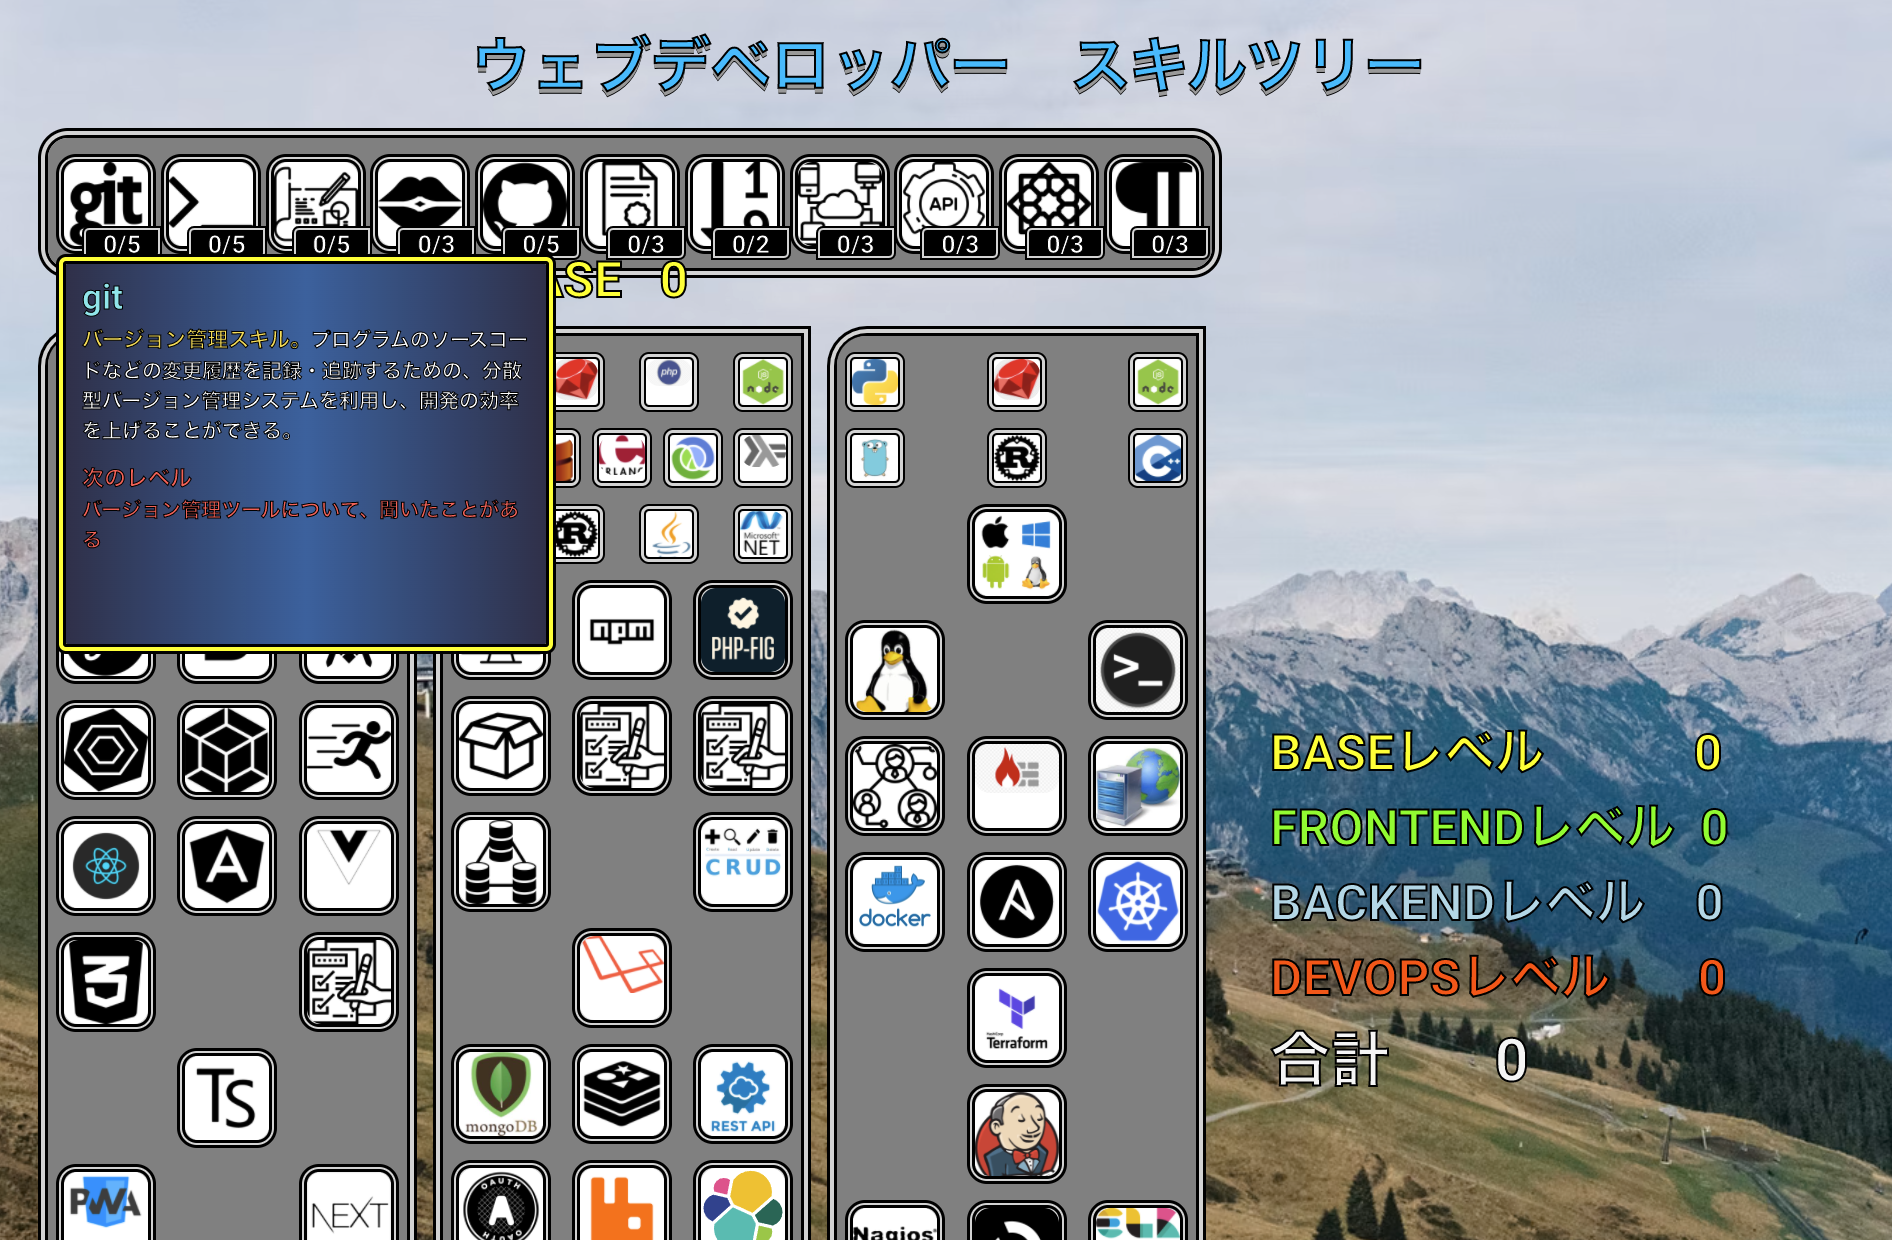 ウェブデベロッパー　スキルツリー
git
0/5
0/5
0/5
0/3
0/5
0/3
1
9
0/2
0/3
API
0/3
0/3
0/3
ASE 0
git
バージョン管理スキル。プログラムのソースコー
ドなどの変更履歴を記録・追跡するための、分散
型バージョン管理システムを利用し、開発の効率
を上げることができる。
次のレベル
バージョン管理ツールについて、聞いたことがあ
る
php
node
node
ERLANG
Microsoft
.NET
npm
PHP-FIG
CRUD
docker
HashiCorp
Terraform
TS
mongoDB
REST API
PWA
NEXT
OAUTH
Nagios
BASEレベル 0
FRONTENDレベル 0
BACKENDレベル 0
DEVOPSレベル 0
合計 0